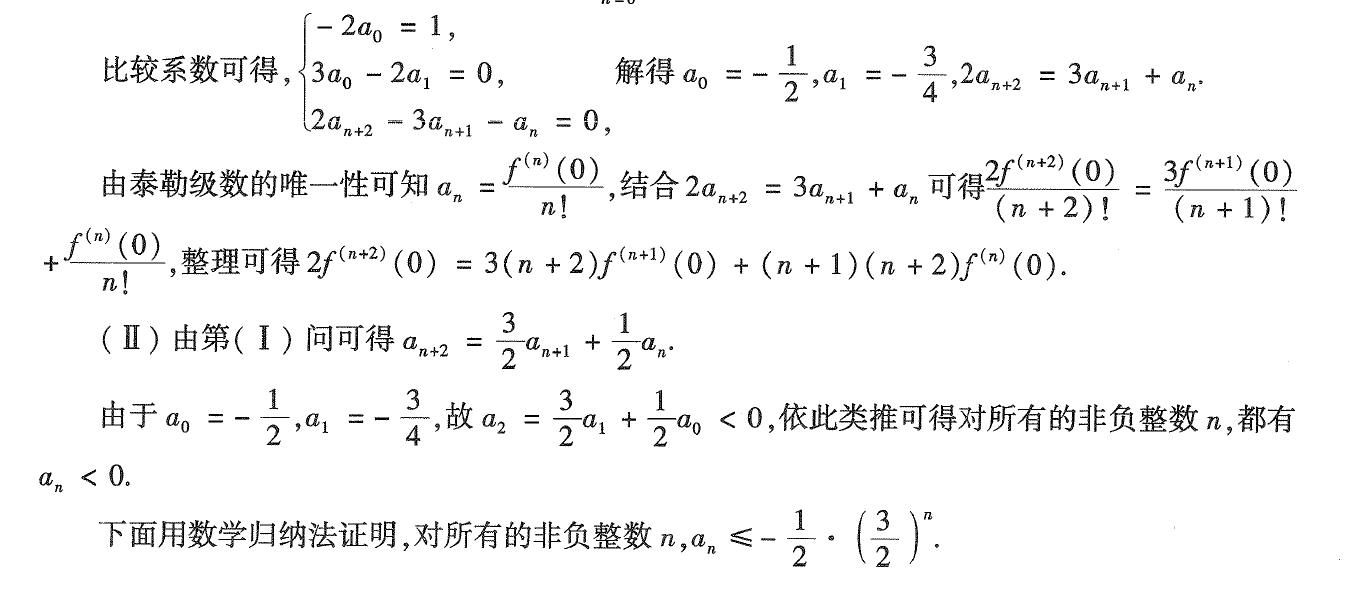 比较系数可得, { -2a₀ = 1, 3a₀ - 2a₁ = 0, 2aₙ₊₂ - 3aₙ₊₁ - aₙ = 0, 解得 a₀ = -1/2, a₁ = -3/4, 2aₙ₊₂ = 3aₙ₊₁ + aₙ.
由泰勒级数的唯一性可知 aₙ = f⁽ⁿ⁾(0)/n!, 结合 2aₙ₊₂ = 3aₙ₊₁ + aₙ 可得 2f⁽ⁿ⁺²⁾(0)/(n + 2)! = 3f⁽ⁿ⁺¹⁾(0)/(n + 1)!
+ f⁽ⁿ⁾(0)/n!, 整理可得 2f⁽ⁿ⁺²⁾(0) = 3(n + 2)f⁽ⁿ⁺¹⁾(0) + (n + 1)(n + 2)f⁽ⁿ⁾(0).
(Ⅱ) 由第(Ⅰ) 问可得 aₙ₊₂ = 3/2 aₙ₊₁ + 1/2 aₙ.
由于 a₀ = -1/2, a₁ = -3/4, 故 a₂ = 3/2 a₁ + 1/2 a₀ < 0, 依此类推可得对所有的非负整数 n, 都有
aₙ < 0.
下面用数学归纳法证明, 对所有的非负整数 n, aₙ ≤ -1/2 · (3/2)ⁿ.